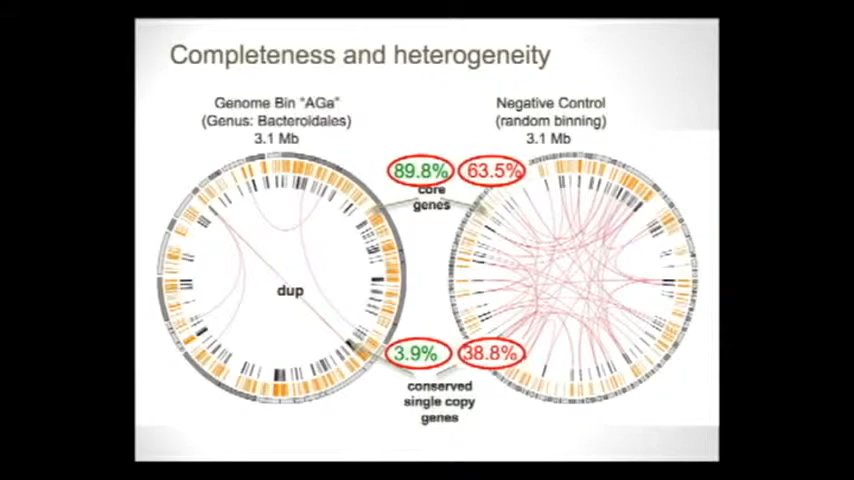 Completeness and heterogeneity
Genome Bin "AGa"
(Genus: Bacteroidales)
3.1 Mb
Negative Control
(random binning)
3.1 Mb
89.8%
63.5%
core
genes
dup
3.9%
38.8%
conserved
single copy
genes